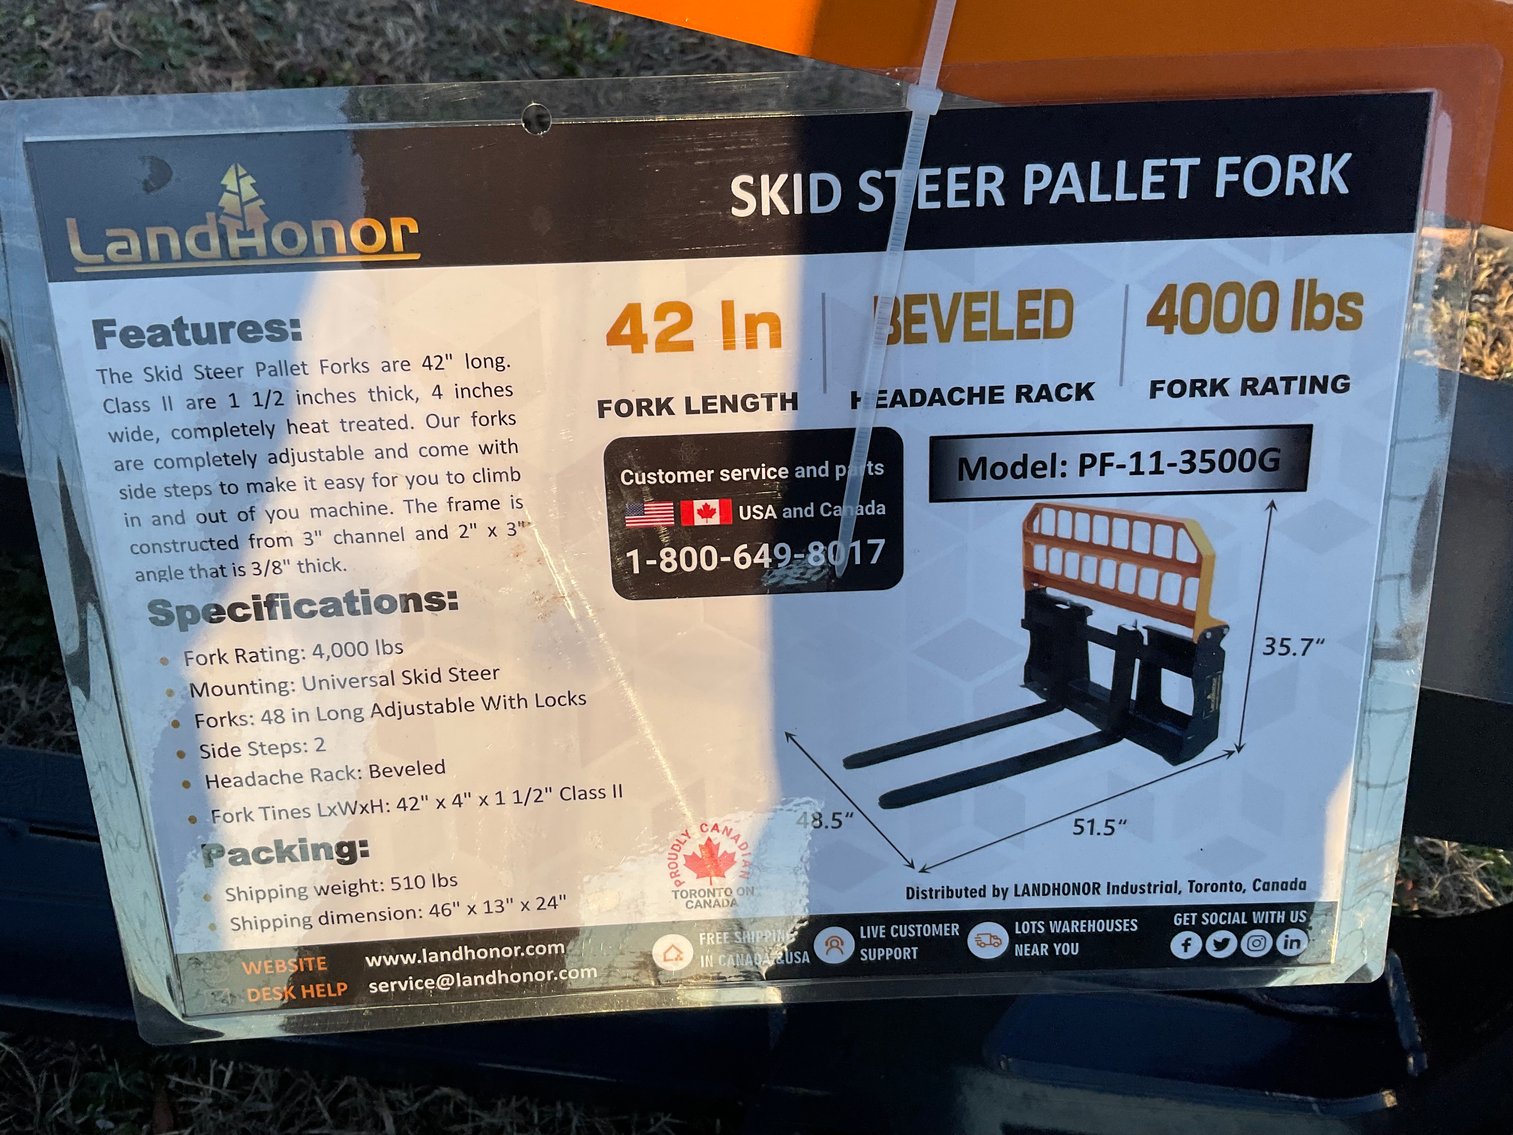 LandHonor
SKID STEER PALLET FORK
Features:
The Skid Steer Pallet Forks are 42" long.
Class II are 1 1/2 inches thick, 4 inches
wide, completely heat treated. Our forks
are completely adjustable and come with
side steps to make it easy for you to climb
in and out of you machine. The frame is
constructed from 3" channel and 2" x 3"
angle that is 3/8" thick.
Specifications:
• Fork Rating: 4,000 lbs
• Mounting: Universal Skid Steer
• Forks: 48 in Long Adjustable With Locks
• Side Steps: 2
• Headache Rack: Beveled
• Fork Tines LxWxH: 42" x 4" x 1 1/2" Class II
Packing:
• Shipping weight: 510 lbs
• Shipping dimension: 46" x 13" x 24"
42 In
FORK LENGTH
BEVELED
HEADACHE RACK
4000 lbs
FORK RATING
Customer service and parts
USA and Canada
1-800-649-8017
Model: PF-11-3500G
35.7"
48.5"
51.5"
PROUDLY CANADIAN
TORONTO ON
CANADA
Distributed by LANDHONOR Industrial, Toronto, Canada
WEBSITE www.landhonor.com
DESK HELP service@landhonor.com
FREE SHIPPING
IN CANADA &USA
LIVE CUSTOMER
SUPPORT
LOTS WAREHOUSES
NEAR YOU
GET SOCIAL WITH US